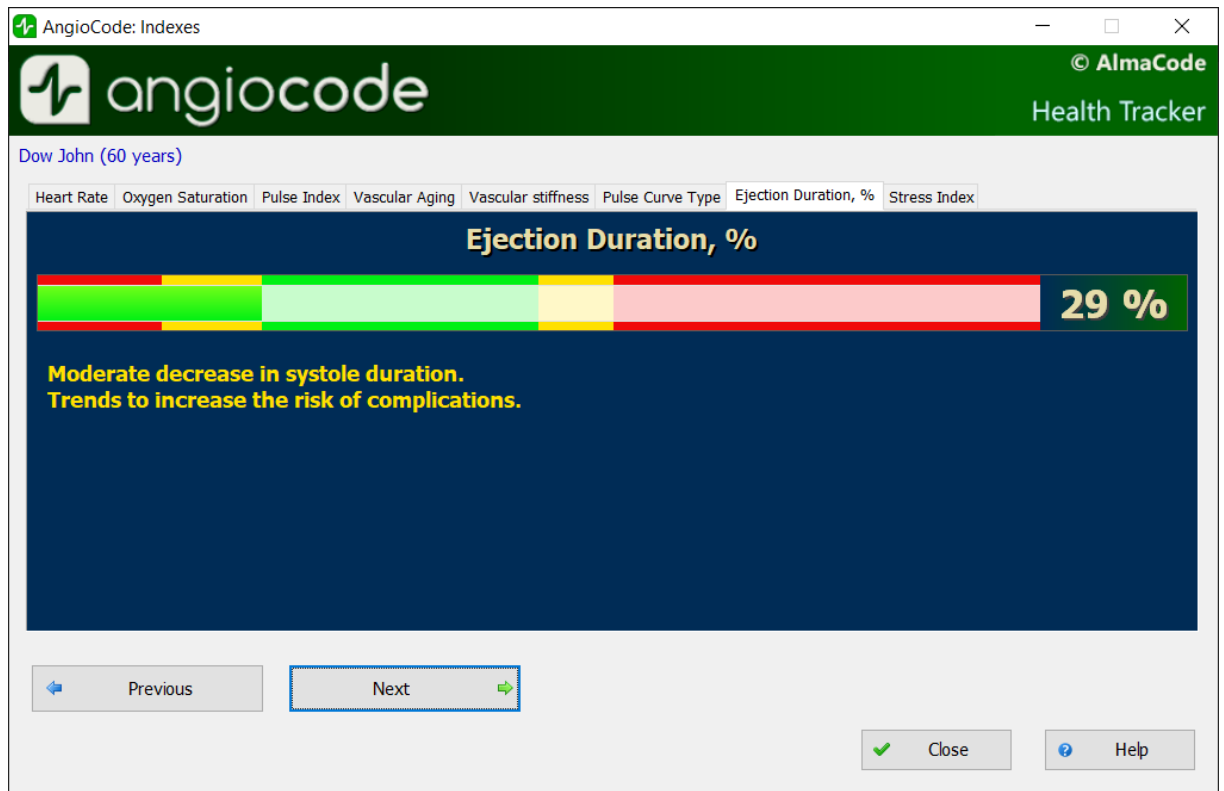 AngioCode: Indexes
angiocode
© AlmaCode
Health Tracker
Dow John (60 years)
Heart Rate Oxygen Saturation Pulse Index Vascular Aging Vascular stiffness Pulse Curve Type Ejection Duration, % Stress Index
Ejection Duration, %
29 %
Moderate decrease in systole duration.
Trends to increase the risk of complications.
Previous Next
Close Help